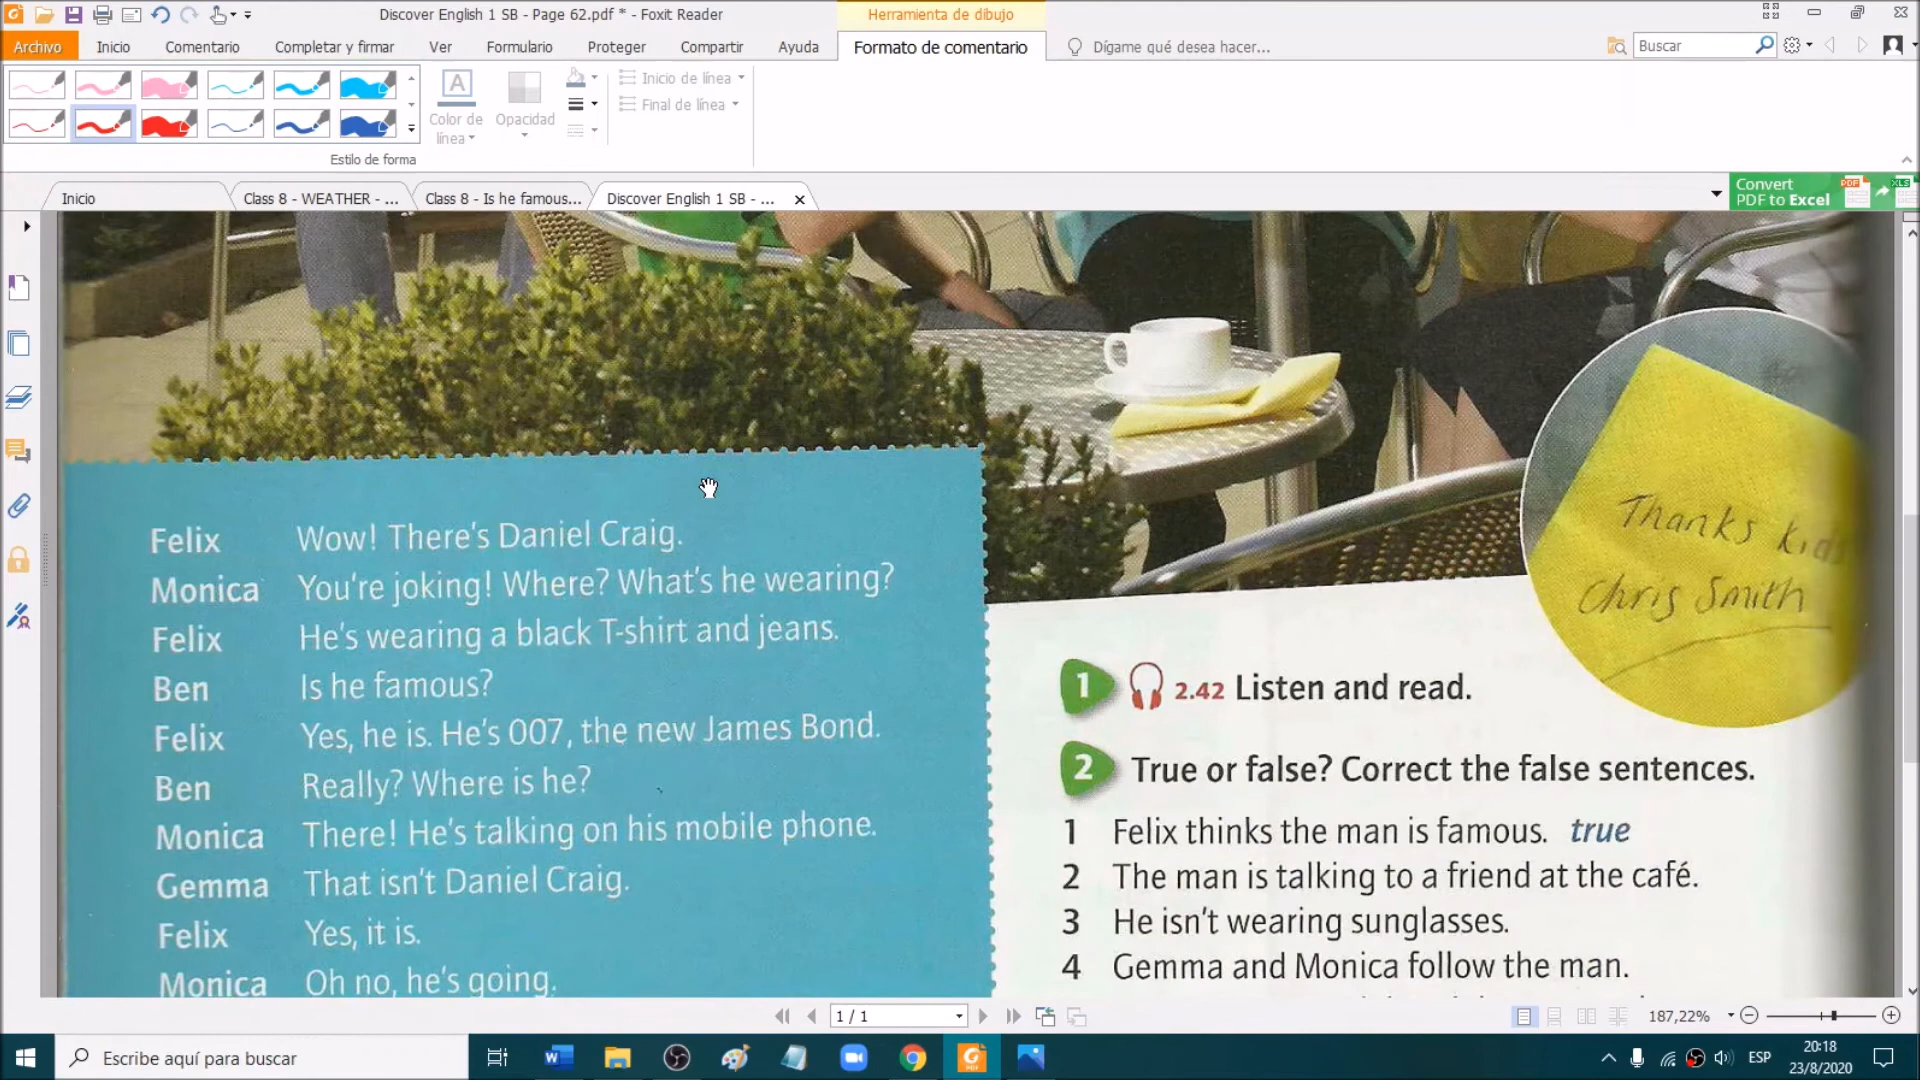 Discover English 1 SB - Page 62.pdf * - Foxit Reader
Herramienta de dibujo
Archivo
Inicio
Comentario
Completar y firmar
Ver
Formulario
Proteger
Compartir
Ayuda
Formato de comentario
Dígame qué desea hacer...
Buscar
A
Color de línea
Opacidad
Inicio de línea
Final de línea
Estilo de forma
Inicio
Class 8 - WEATHER - ...
Class 8 - Is he famous...
Discover English 1 SB - ...
Convert
PDF to Excel
PDF
XLS
Thanks kids
Chris Smith
Felix Wow! There's Daniel Craig.
Monica You're joking! Where? What's he wearing?
Felix He's wearing a black T-shirt and jeans.
Ben Is he famous?
Felix Yes, he is. He's 007, the new James Bond.
Ben Really? Where is he?
Monica There! He's talking on his mobile phone.
Gemma That isn't Daniel Craig.
Felix Yes, it is.
Monica Oh no, he's going.
1 2.42 Listen and read.
2 True or false? Correct the false sentences.
1 Felix thinks the man is famous. true
2 The man is talking to a friend at the café.
3 He isn't wearing sunglasses.
4 Gemma and Monica follow the man.
1 / 1
187,22%
Escribe aquí para buscar
ESP
20:18
23/8/2020